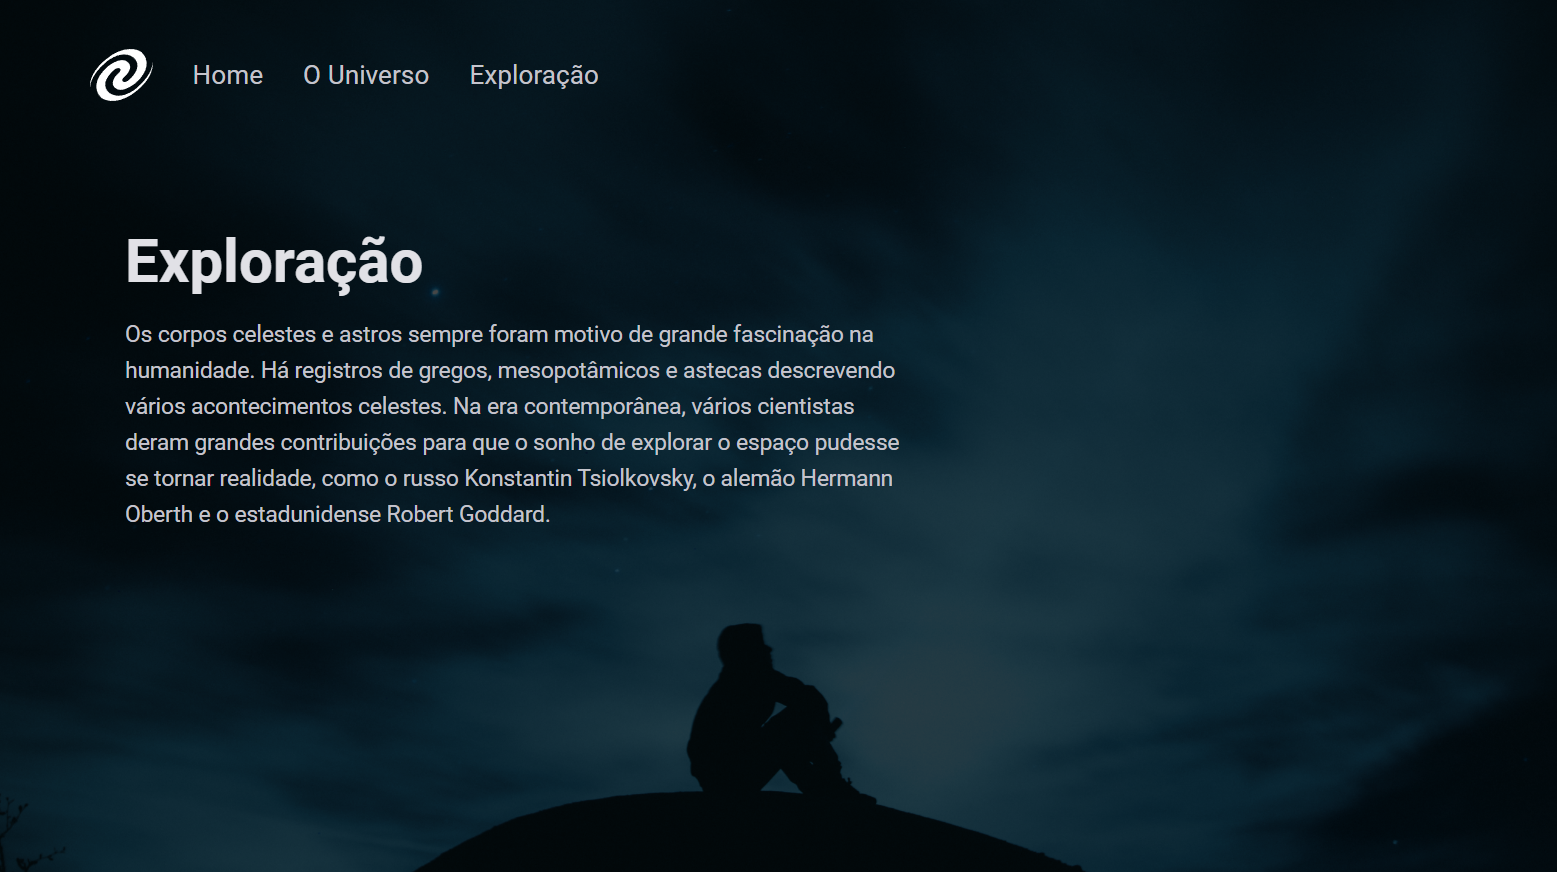 Home
O Universo
Exploração
Exploração
Os corpos celestes e astros sempre foram motivo de grande fascinação na
humanidade. Há registros de gregos, mesopotâmicos e astecas descrevendo
vários acontecimentos celestes. Na era contemporânea, vários cientistas
deram grandes contribuições para que o sonho de explorar o espaço pudesse
se tornar realidade, como o russo Konstantin Tsiolkovsky, o alemão Hermann
Oberth e o estadunidense Robert Goddard.